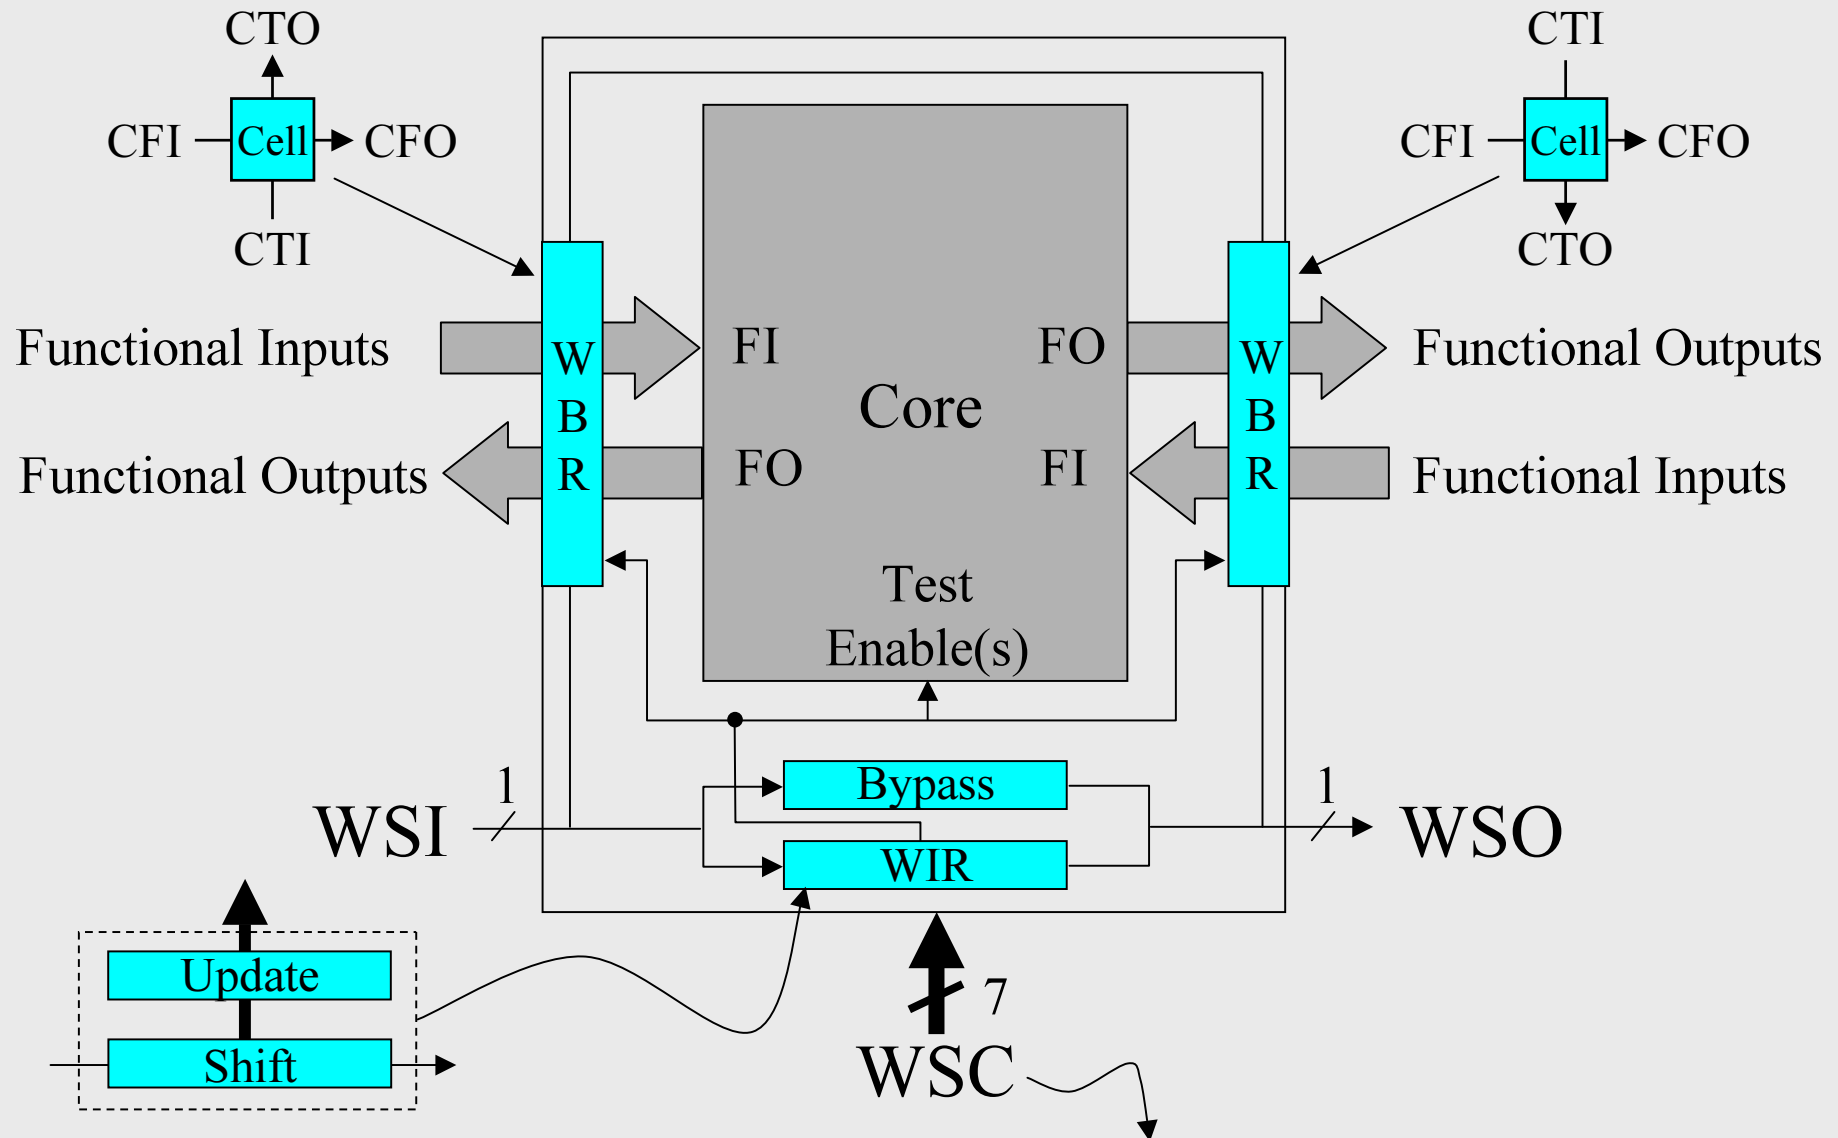 CTO
CTI
CFI Cell CFO
CFI Cell CFO
CTI
CTO
Functional Inputs
W
B
R
FI
FO
Core
W
B
R
Functional Outputs
Functional Outputs
FO
FI
Functional Inputs
Test
Enable(s)
1
Bypass
1
WSI
WIR
WSO
Update
7
Shift
WSC